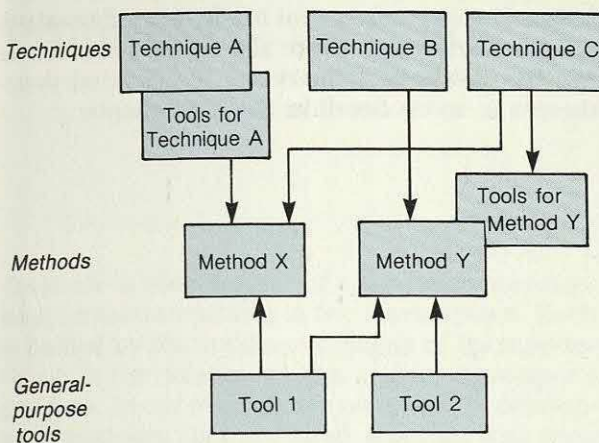 Techniques
Technique A
Technique B
Technique C
Tools for
Technique A
Tools for
Method Y
Methods
Method X
Method Y
General-
purpose
tools
Tool 1
Tool 2